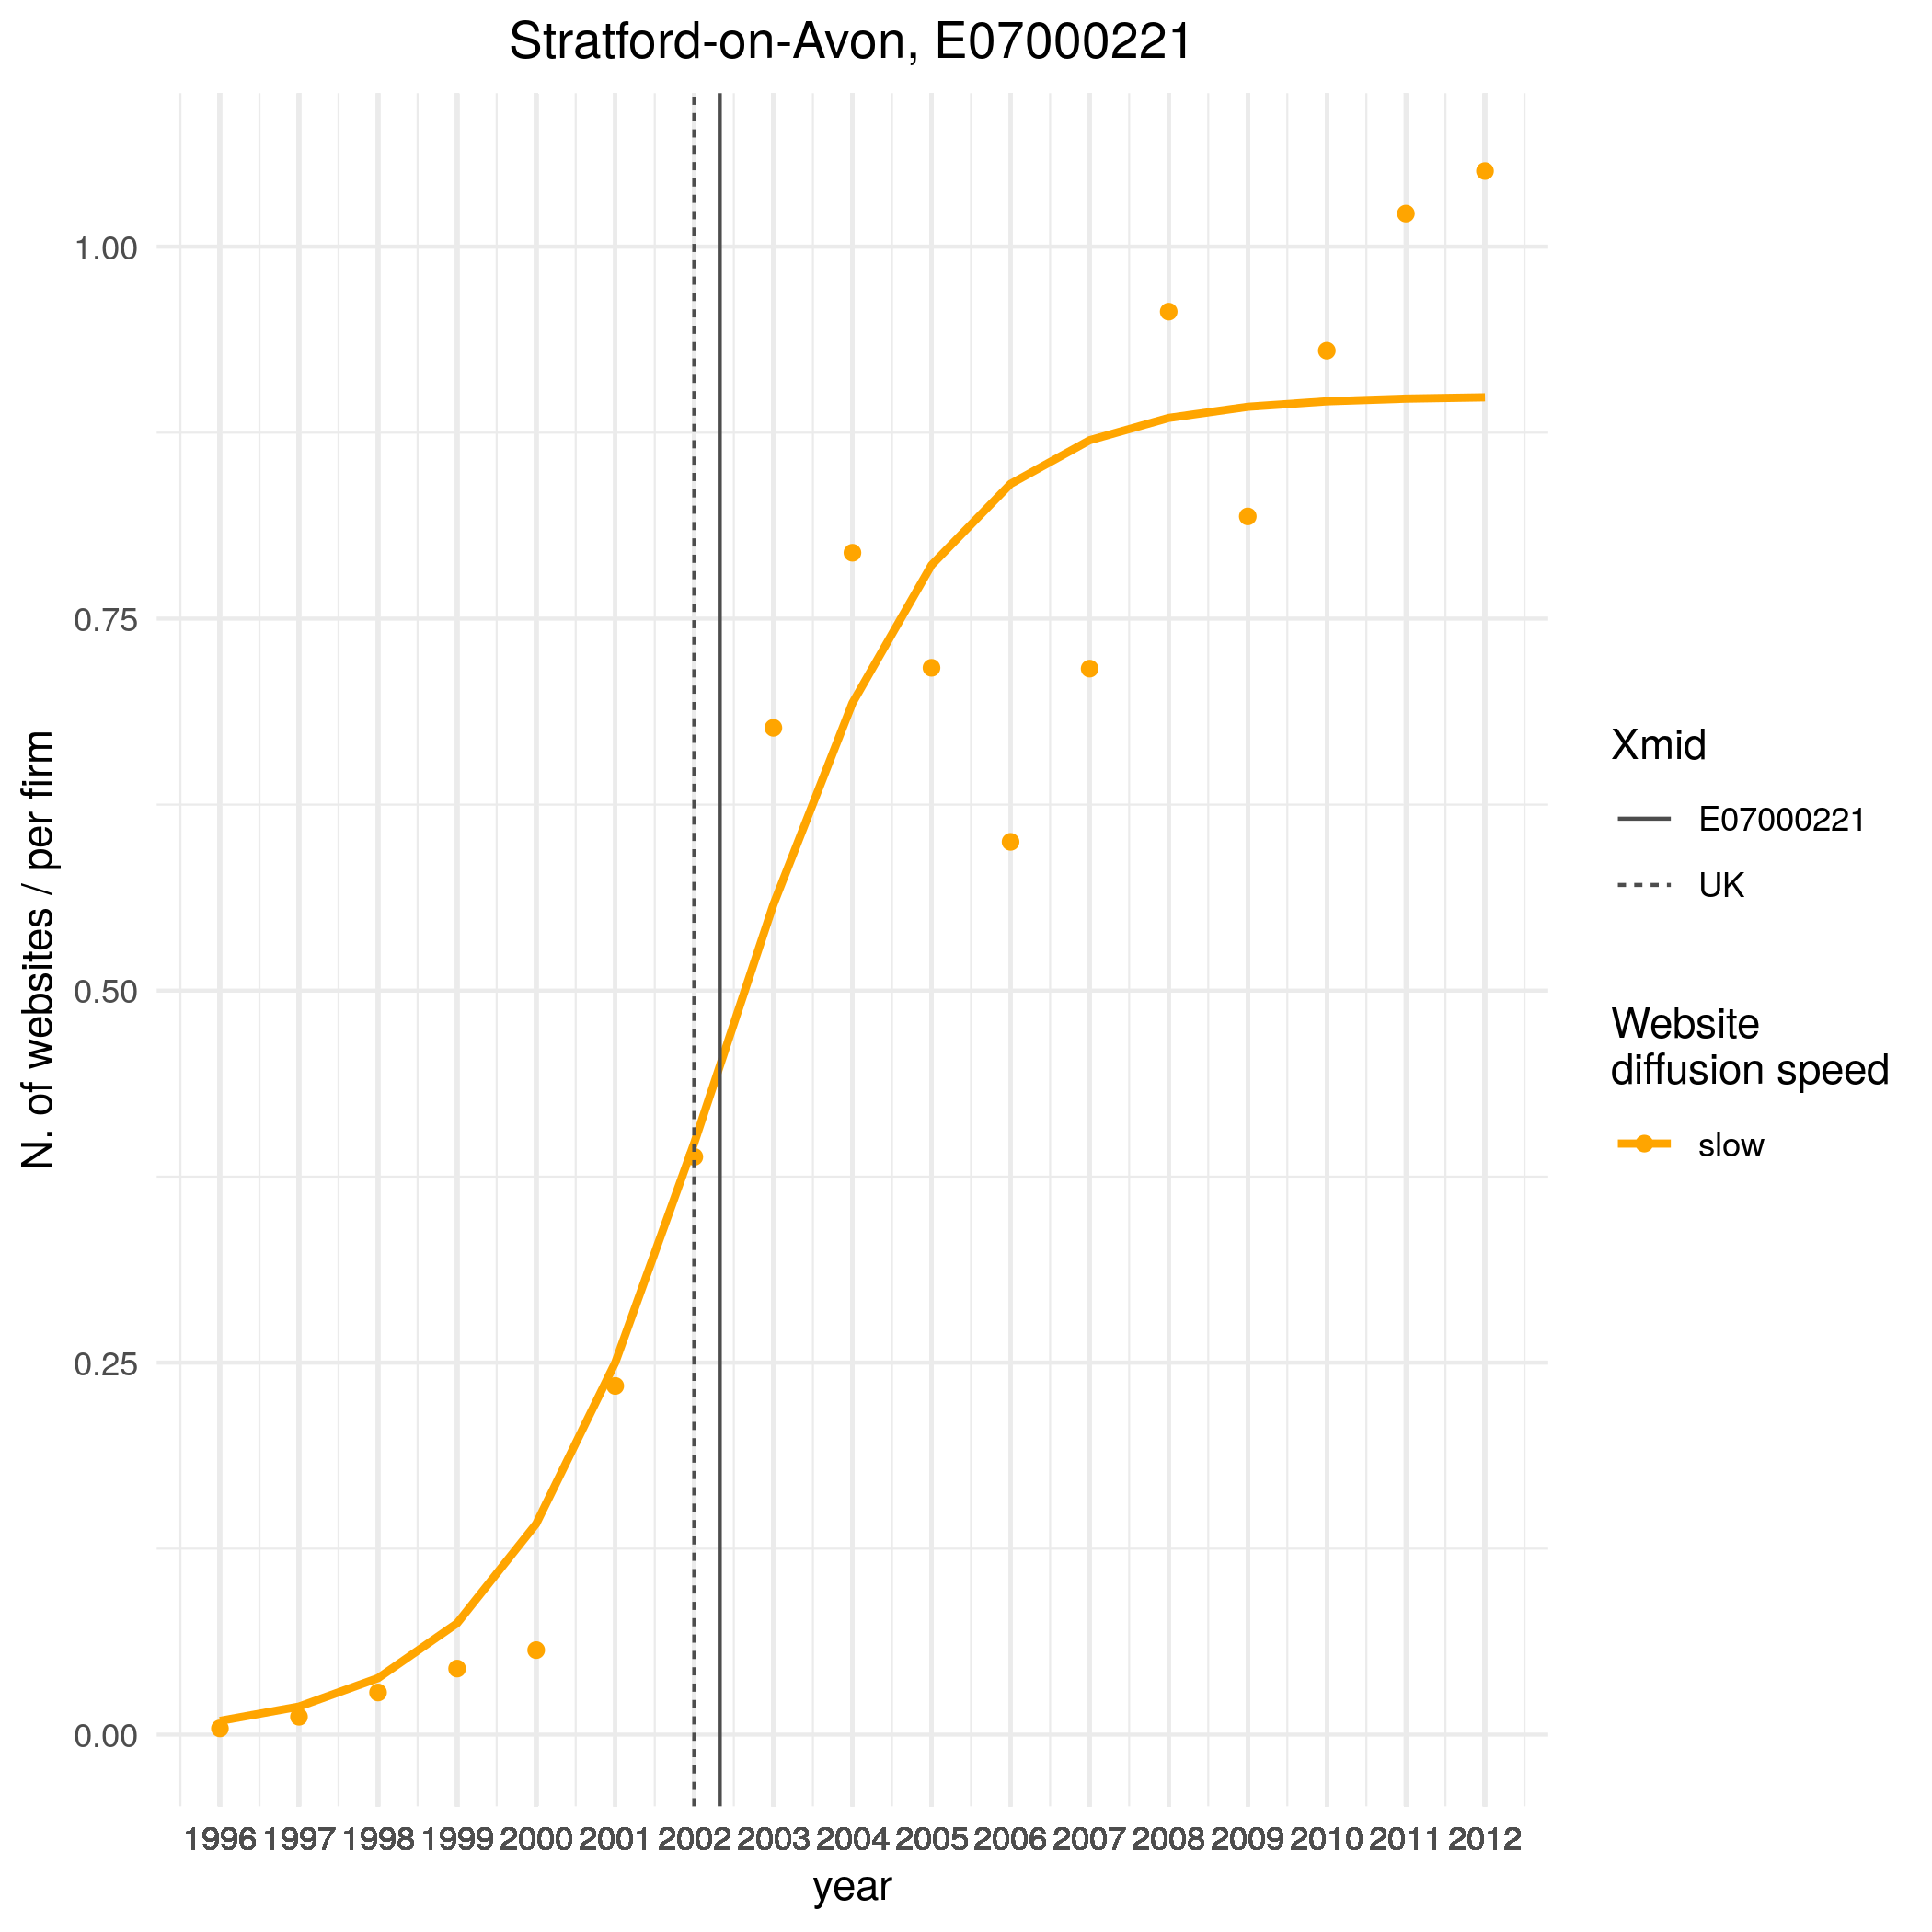 Stratford-on-Avon, E07000221
N. of websites / per firm
1.00
0.75
0.50
0.25
0.00
1996 1997 1998 1999 2000 2001 2002 2003 2004 2005 2006 2007 2008 2009 2010 2011 2012
year
Xmid
E07000221
UK
Website
diffusion speed
slow